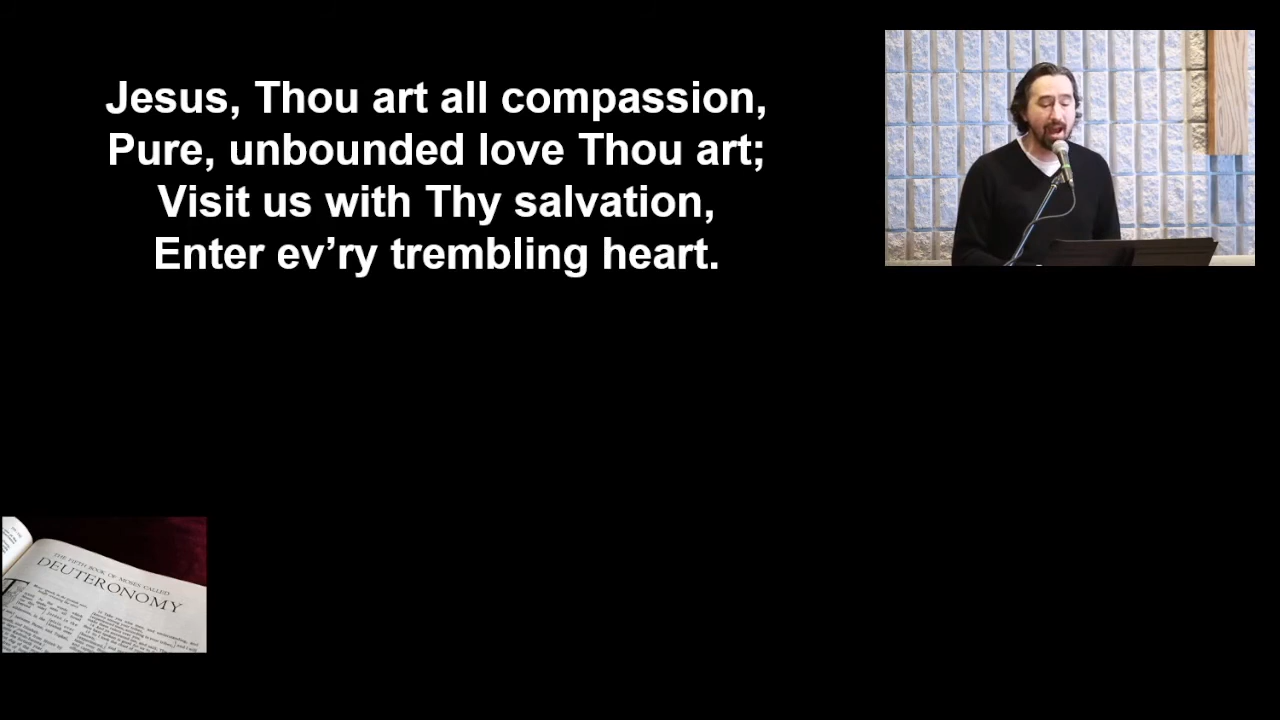 Jesus, Thou art all compassion,
Pure, unbounded love Thou art;
Visit us with Thy salvation,
Enter ev’ry trembling heart.
THE FIFTH BOOK OF MOSES CALLED
DEUTERONOMY